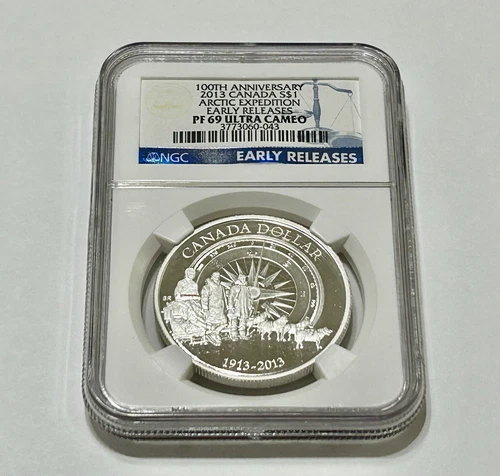 100TH ANNIVERSARY
2013 CANADA S$1
ARCTIC EXPEDITION
EARLY RELEASES
PF 69 ULTRA CAMEO
3773060-043
NGC
EARLY RELEASES
CANADA DOLLAR
1913-2013